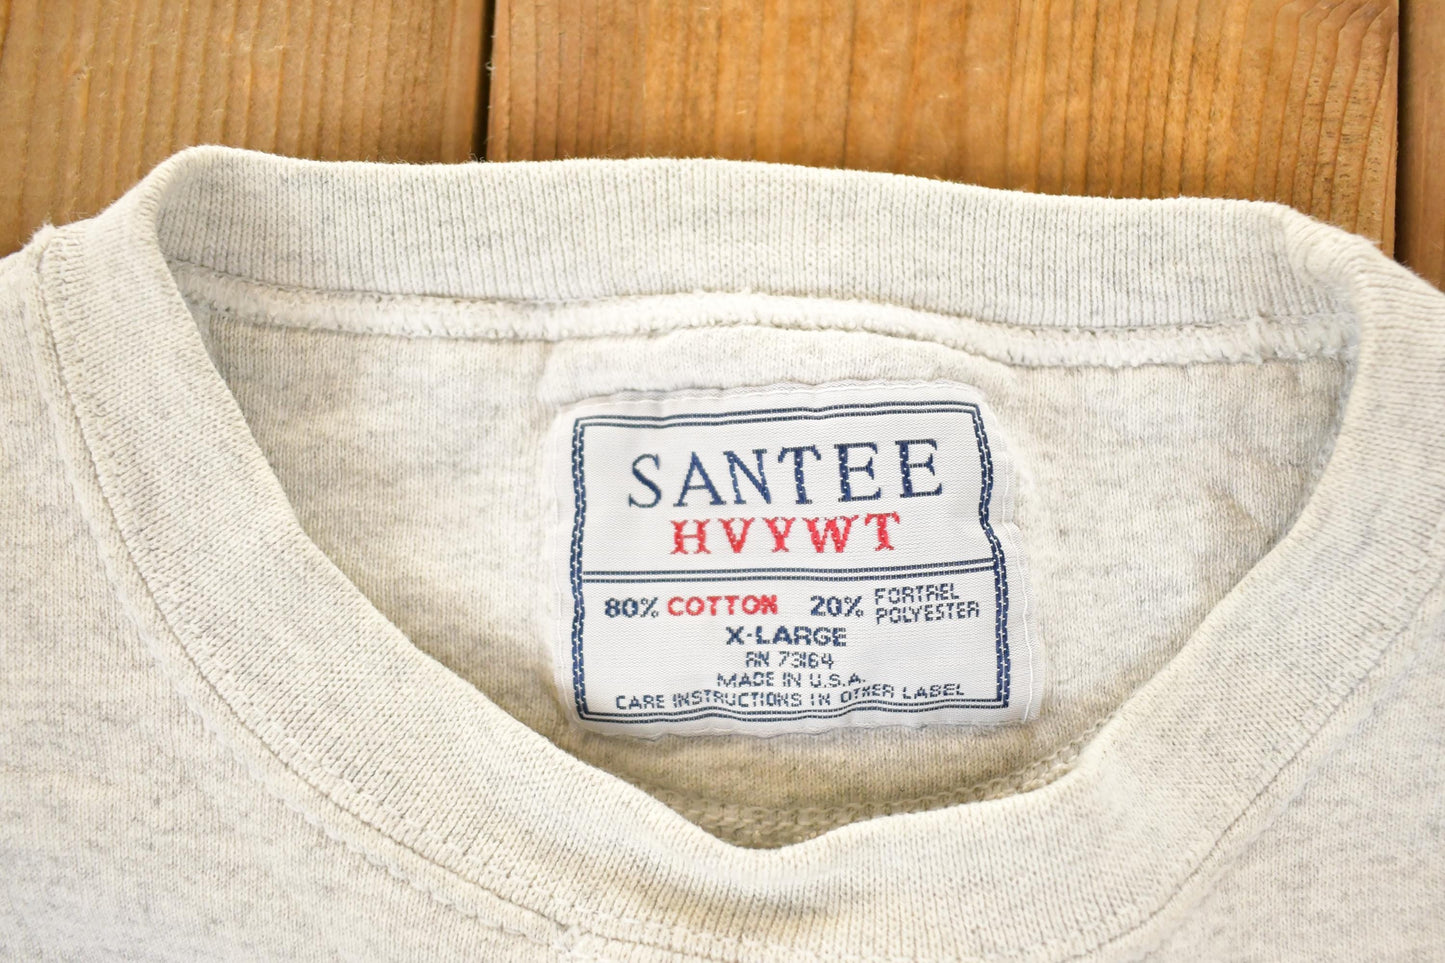 SANTEE
HVYWT
80% COTTON 20% FORTREL POLYESTER
X-LARGE
RN 73164
MADE IN U.S.A.
CARE INSTRUCTIONS IN OTHER LABEL